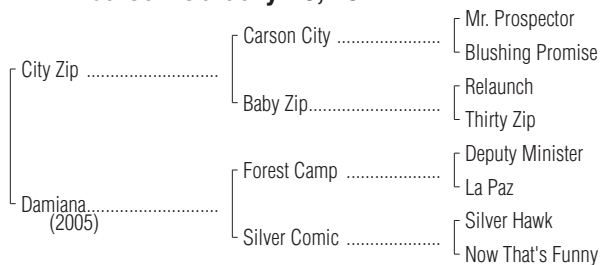 Mr. Prospector
Carson City ....................
Blushing Promise
City Zip .........................
Relaunch
Baby Zip.........................
Thirty Zip
Deputy Minister
Forest Camp ..................
La Paz
Damiana.........................
(2005)
Silver Hawk
Silver Comic ..................
Now That's Funny